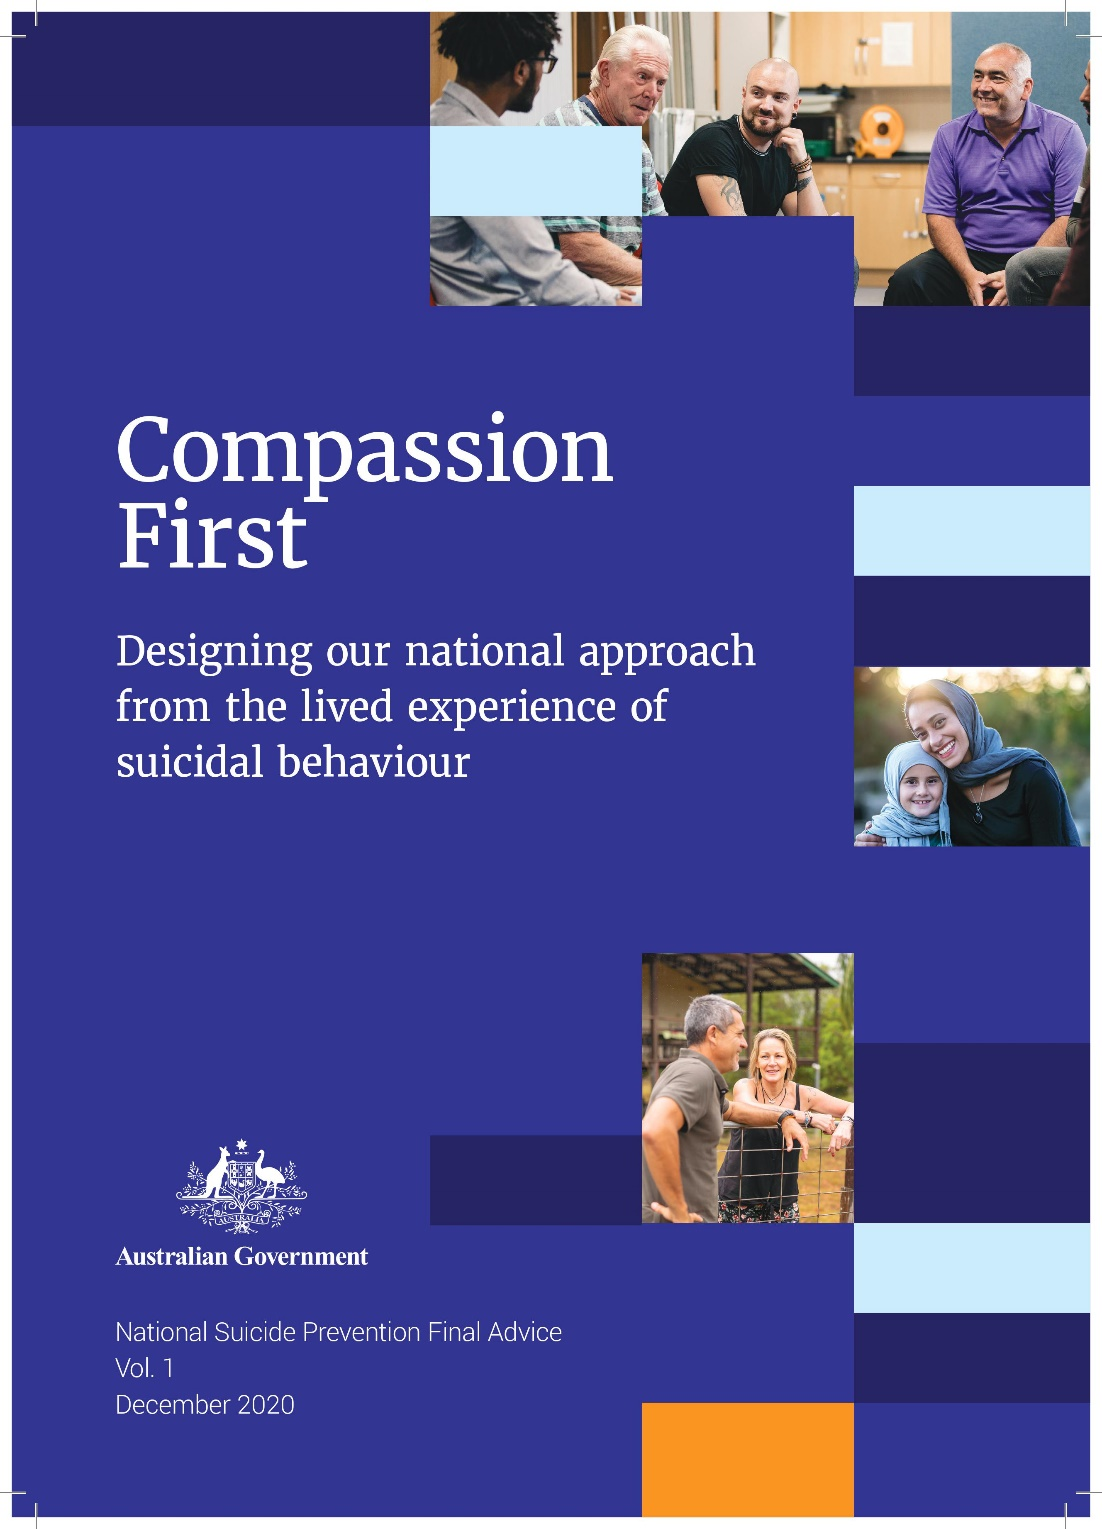 Compassion
First
Designing our national approach
from the lived experience of
suicidal behaviour
AUSTRALIA
Australian Government
National Suicide Prevention Final Advice
Vol. 1
December 2020